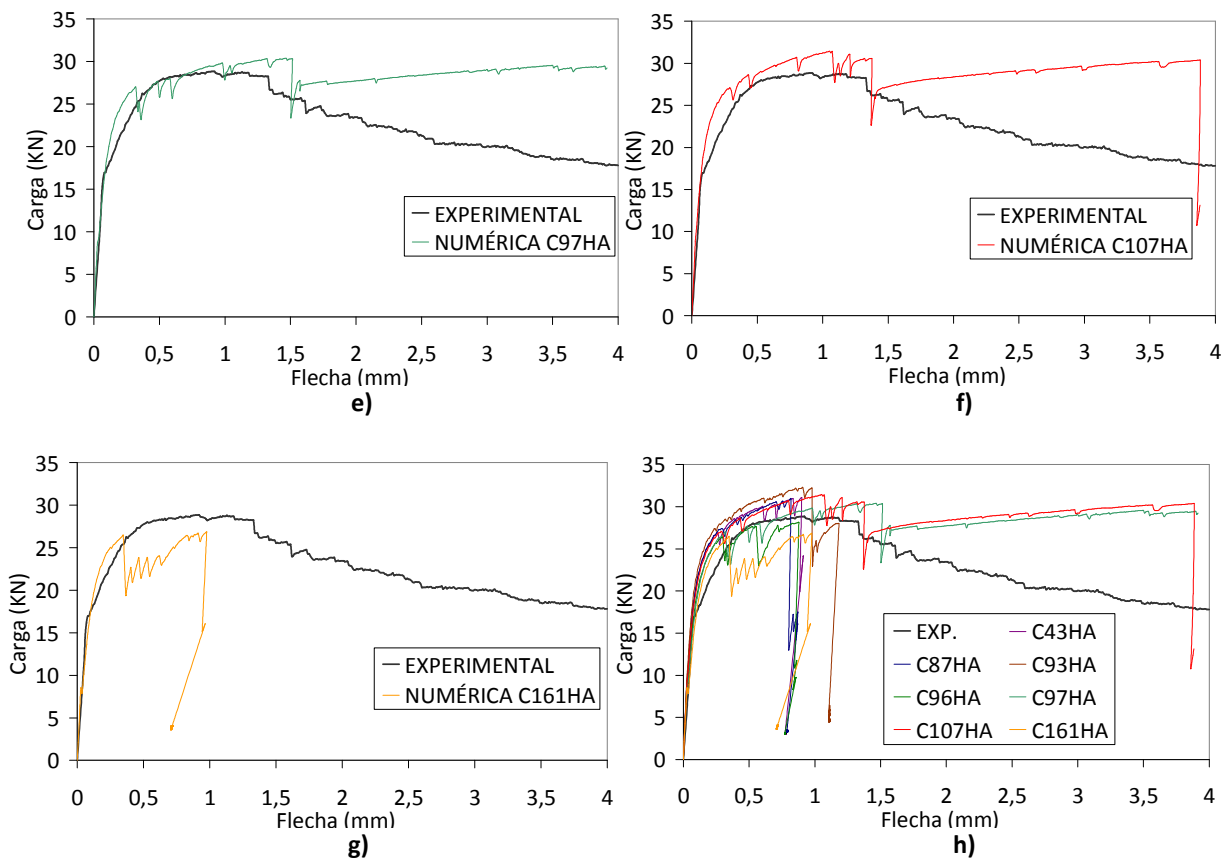 35
30
25
20
15
10
5
0
Carga (KN)
EXPERIMENTAL
NUMÉRICA C97HA
0 0,5 1 1,5 2 2,5 3 3,5 4
Flecha (mm)
e)
35
30
25
20
15
10
5
0
Carga (KN)
EXPERIMENTAL
NUMÉRICA C107HA
0 0,5 1 1,5 2 2,5 3 3,5 4
Flecha (mm)
f)
35
30
25
20
15
10
5
0
Carga (KN)
EXPERIMENTAL
NUMÉRICA C161HA
0 0,5 1 1,5 2 2,5 3 3,5 4
Flecha (mm)
g)
35
30
25
20
15
10
5
0
Carga (KN)
EXP. C43HA
C87HA C93HA
C96HA C97HA
C107HA C161HA
0 0,5 1 1,5 2 2,5 3 3,5 4
Flecha (mm)
h)